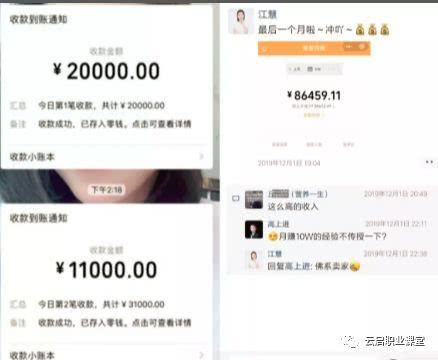 收款到账通知
收款金额
¥20000.00
汇总 今日第1笔收款，共计￥20000.00
备注 收款成功，已存入零钱。点击可查看详情
收款小账本
下午2:18
收款到账通知
收款金额
¥11000.00
汇总 今日第2笔收款，共计￥31000.00
备注 收款成功，已存入零钱。点击可查看详情
收款小账本
江慧
最后一个月啦～冲吖～💰💰💰
¥86459.11
2019年12月1日 19:04
(营养一生) 2019年12月1日 20:49
这么高的收入
高上进 2019年12月1日 22:11
月赚10W的经验不传授一下?
江慧 2019年12月1日 22:38
回复高上进: 佛系卖家
云启职业课堂